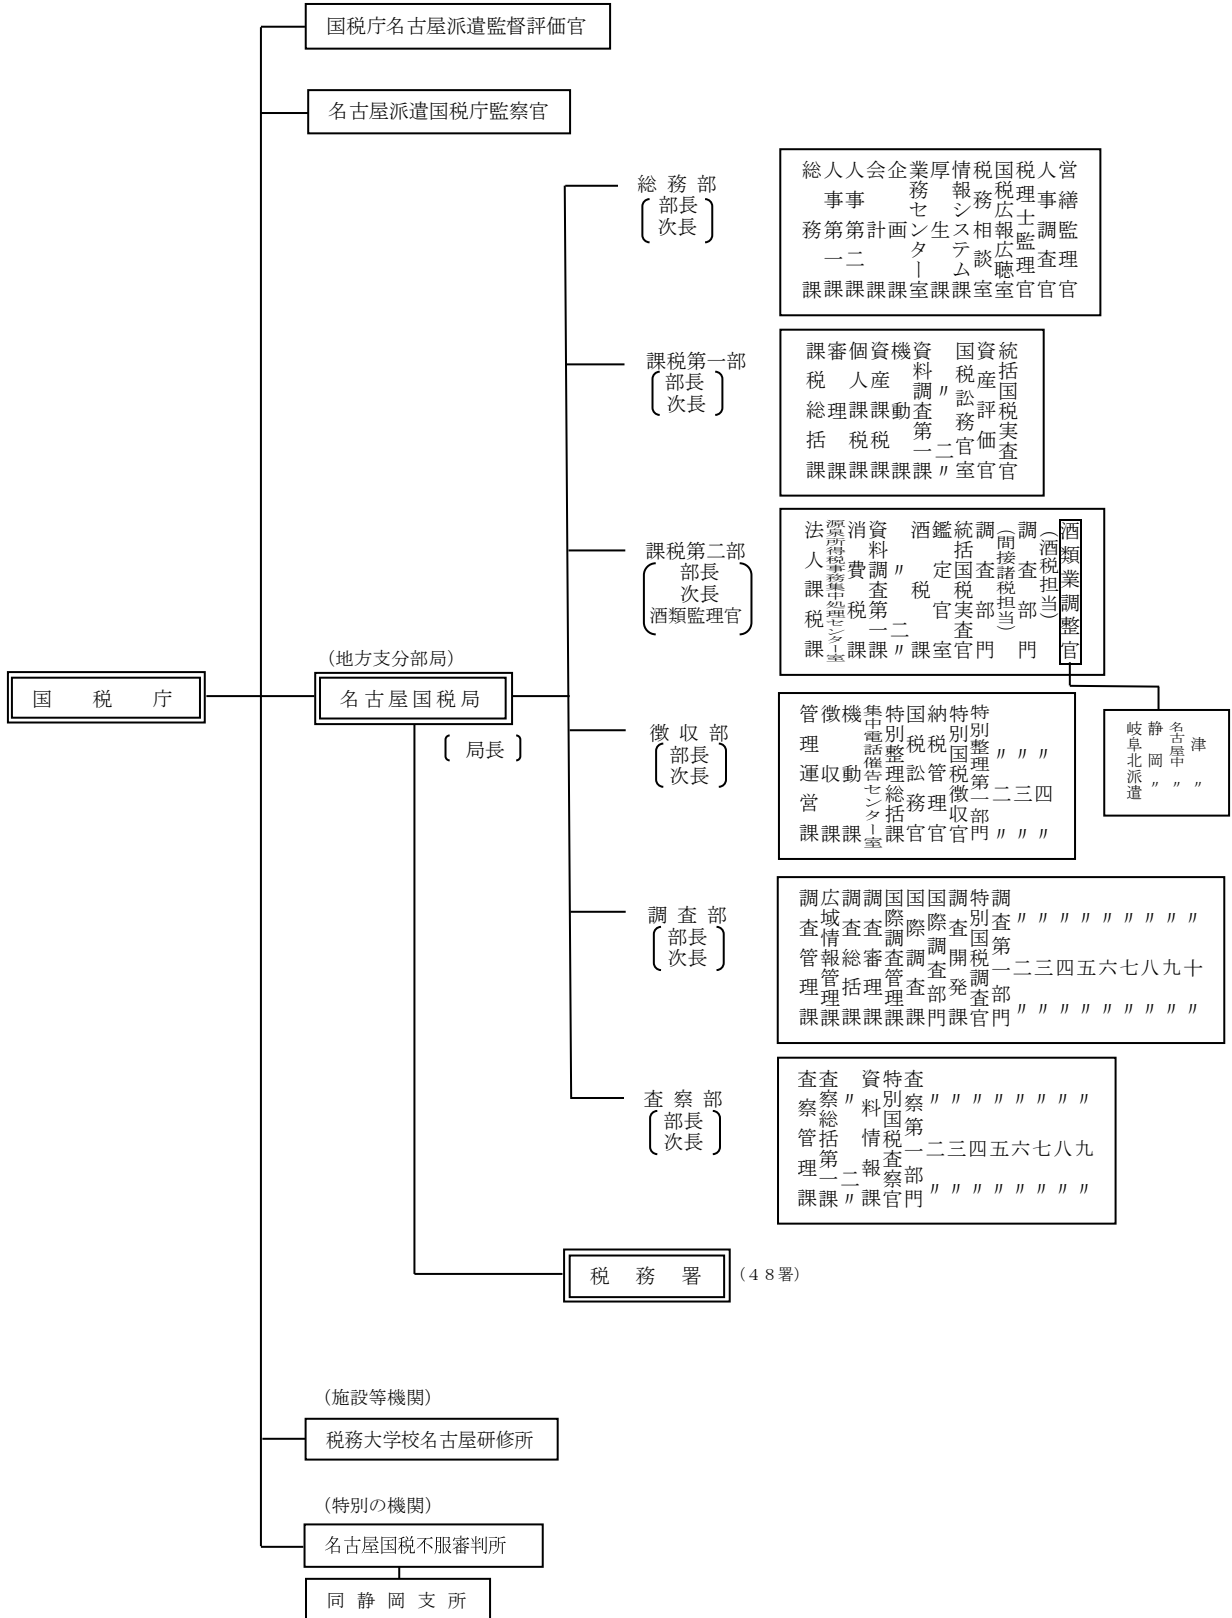 国税庁名古屋派遣監督評価官
名古屋派遣国税庁監察官
国税庁
（地方支分部局）
名古屋国税局
局長
総務部
部長
次長
総務課
人事第一課
人事第二課
会計課
企画課
業務センター室
厚生課
情報システム課
税務相談室
国税広報広聴室
税理士監理官
人事調査官
営繕監理官
課税第一部
部長
次長
課税総括課
審理課
個人課税課
資産課税課
機動課
資料調査第一課
〃二〃
国税訟務官室
資産評価官
統括国税実査官
課税第二部
部長
次長
酒類監理官
法人課税課
源泉所得税事務集中処理センター室
消費税課
資料調査第一課
〃二〃
酒税課
鑑定官室
統括国税実査官
調査部門
（間接諸税担当）
調査部門
（酒税担当）
酒類業調整官
岐阜北派遣
静岡〃
名古屋中〃
津〃
徴収部
部長
次長
管理運営課
徴収課
機動課
集中電話催告センター室
特別整理総括課
国税訟務官
納税管理官
特別国税徴収官
特別整理第一部門
〃二〃
〃三〃
〃四〃
調査部
部長
次長
調査管理課
広域情報管理課
調査総括課
調査審理課
国際調査管理課
国際調査課
国際調査部門
調査開発課
特別国税調査官
調査第一部門
〃二〃
〃三〃
〃四〃
〃五〃
〃六〃
〃七〃
〃八〃
〃九〃
〃十〃
査察部
部長
次長
査察管理課
査察総括第一課
〃二〃
資料情報課
特別国税査察官
査察第一部門
〃二〃
〃三〃
〃四〃
〃五〃
〃六〃
〃七〃
〃八〃
〃九〃
税務署
（４８署）
（施設等機関）
税務大学校名古屋研修所
（特別の機関）
名古屋国税不服審判所
同静岡支所